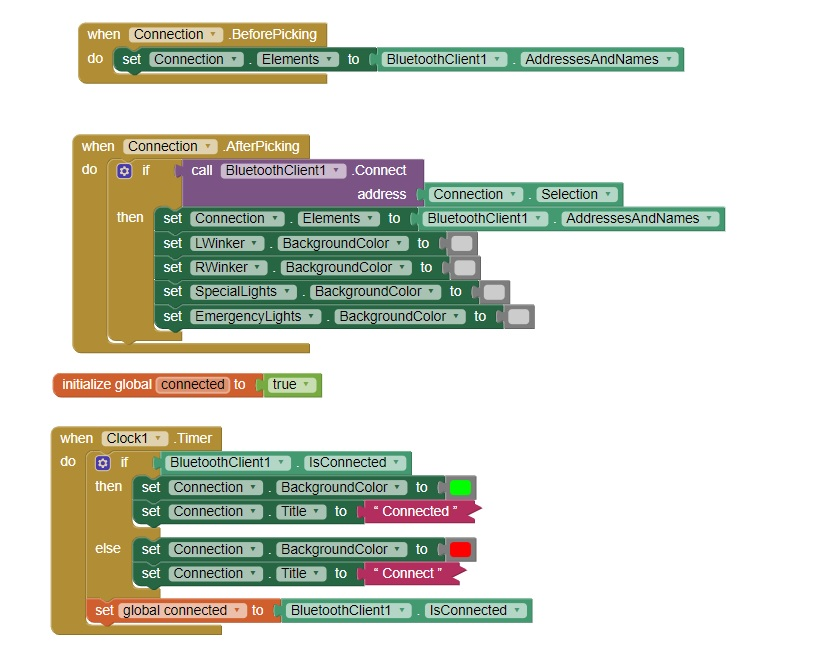 when Connection .BeforePicking
do set Connection . Elements to BluetoothClient1 . AddressesAndNames
when Connection .AfterPicking
do if call BluetoothClient1 .Connect
address Connection . Selection
then set Connection . Elements to BluetoothClient1 . AddressesAndNames
set LWinker . BackgroundColor to
set RWinker . BackgroundColor to
set SpecialLights . BackgroundColor to
set EmergencyLights . BackgroundColor to
initialize global connected to true
when Clock1 .Timer
do if BluetoothClient1 . IsConnected
then set Connection . BackgroundColor to
set Connection . Title to " Connected "
else set Connection . BackgroundColor to
set Connection . Title to " Connect "
set global connected to BluetoothClient1 . IsConnected